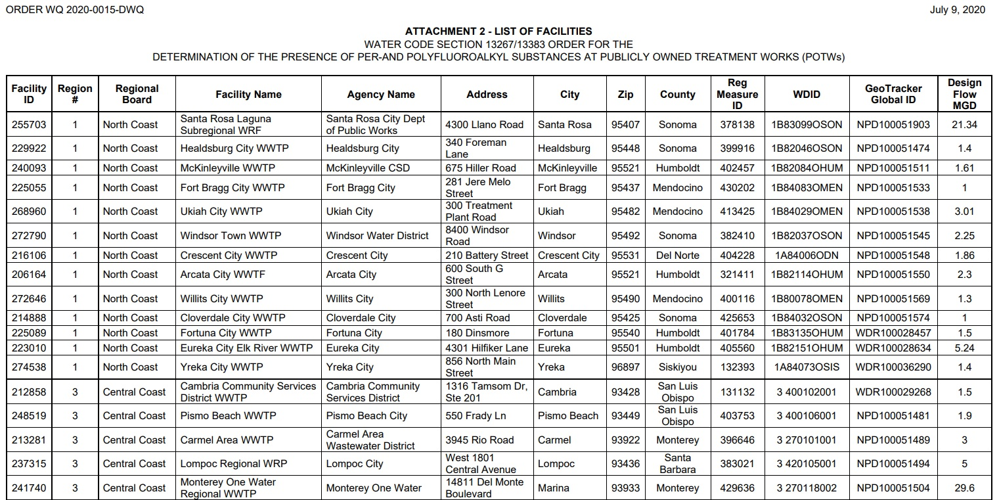 ORDER WQ 2020-0015-DWQ July 9, 2020
ATTACHMENT 2 - LIST OF FACILITIES
WATER CODE SECTION 13267/13383 ORDER FOR THE
DETERMINATION OF THE PRESENCE OF PER-AND POLYFLUOROALKYL SUBSTANCES AT PUBLICLY OWNED TREATMENT WORKS (POTWs)
Facility ID Region # Regional Board Facility Name Agency Name Address City Zip County Reg Measure ID WDID GeoTracker Global ID Design Flow MGD
255703 1 North Coast Santa Rosa Laguna Subregional WRF Santa Rosa City Dept of Public Works 4300 Llano Road Santa Rosa 95407 Sonoma 378138 1B83099OSON NPD100051903 21.34
229922 1 North Coast Healdsburg City WWTP Healdsburg City 340 Foreman Lane Healdsburg 95448 Sonoma 399916 1B82046OSON NPD100051474 1.4
240093 1 North Coast McKinleyville WWTP McKinleyville CSD 675 Hiller Road McKinleyville 95521 Humboldt 402457 1B82084OHUM NPD100051511 1.61
225055 1 North Coast Fort Bragg City WWTP Fort Bragg City 281 Jere Melo Street Fort Bragg 95437 Mendocino 430202 1B84083OMEN NPD100051533 1
268960 1 North Coast Ukiah City WWTP Ukiah City 300 Treatment Plant Road Ukiah 95482 Mendocino 413425 1B84029OMEN NPD100051538 3.01
272790 1 North Coast Windsor Town WWTP Windsor Water District 8400 Windsor Road Windsor 95492 Sonoma 382410 1B82037OSON NPD100051545 2.25
216106 1 North Coast Crescent City WWTP Crescent City 210 Battery Street Crescent City 95531 Del Norte 404228 1A84006ODN NPD100051548 1.86
206164 1 North Coast Arcata City WWTF Arcata City 600 South G Street Arcata 95521 Humboldt 321411 1B82114OHUM NPD100051550 2.3
272646 1 North Coast Willits City WWTP Willits City 300 North Lenore Street Willits 95490 Mendocino 400116 1B80078OMEN NPD100051569 1.3
214888 1 North Coast Cloverdale City WWTP Cloverdale City 700 Asti Road Cloverdale 95425 Sonoma 425653 1B84032OSON NPD100051574 1
225089 1 North Coast Fortuna City WWTP Fortuna City 180 Dinsmore Fortuna 95540 Humboldt 401784 1B83135OHUM WDR100028457 1.5
223010 1 North Coast Eureka City Elk River WWTP Eureka City 4301 Hilfiker Lane Eureka 95501 Humboldt 405560 1B82151OHUM WDR100028634 5.24
274538 1 North Coast Yreka City WWTP Yreka City 856 North Main Street Yreka 96897 Siskiyou 132393 1A84073OSIS WDR100036290 1.4
212858 3 Central Coast Cambria Community Services District WWTP Cambria Community Services District 1316 Tamsom Dr, Ste 201 Cambria 93428 San Luis Obispo 131132 3 400102001 WDR100029268 1.5
248519 3 Central Coast Pismo Beach WWTP Pismo Beach City 550 Frady Ln Pismo Beach 93449 San Luis Obispo 403753 3 400106001 NPD100051481 1.9
213281 3 Central Coast Carmel Area WWTP Carmel Area Wastewater District 3945 Rio Road Carmel 93922 Monterey 396646 3 270101001 NPD100051489 3
237315 3 Central Coast Lompoc Regional WRP Lompoc City West 1801 Central Avenue Lompoc 93436 Santa Barbara 383021 3 420105001 NPD100051494 5
241740 3 Central Coast Monterey One Water Regional WWTP Monterey One Water 14811 Del Monte Boulevard Marina 93933 Monterey 429636 3 270118002 NPD100051504 29.6